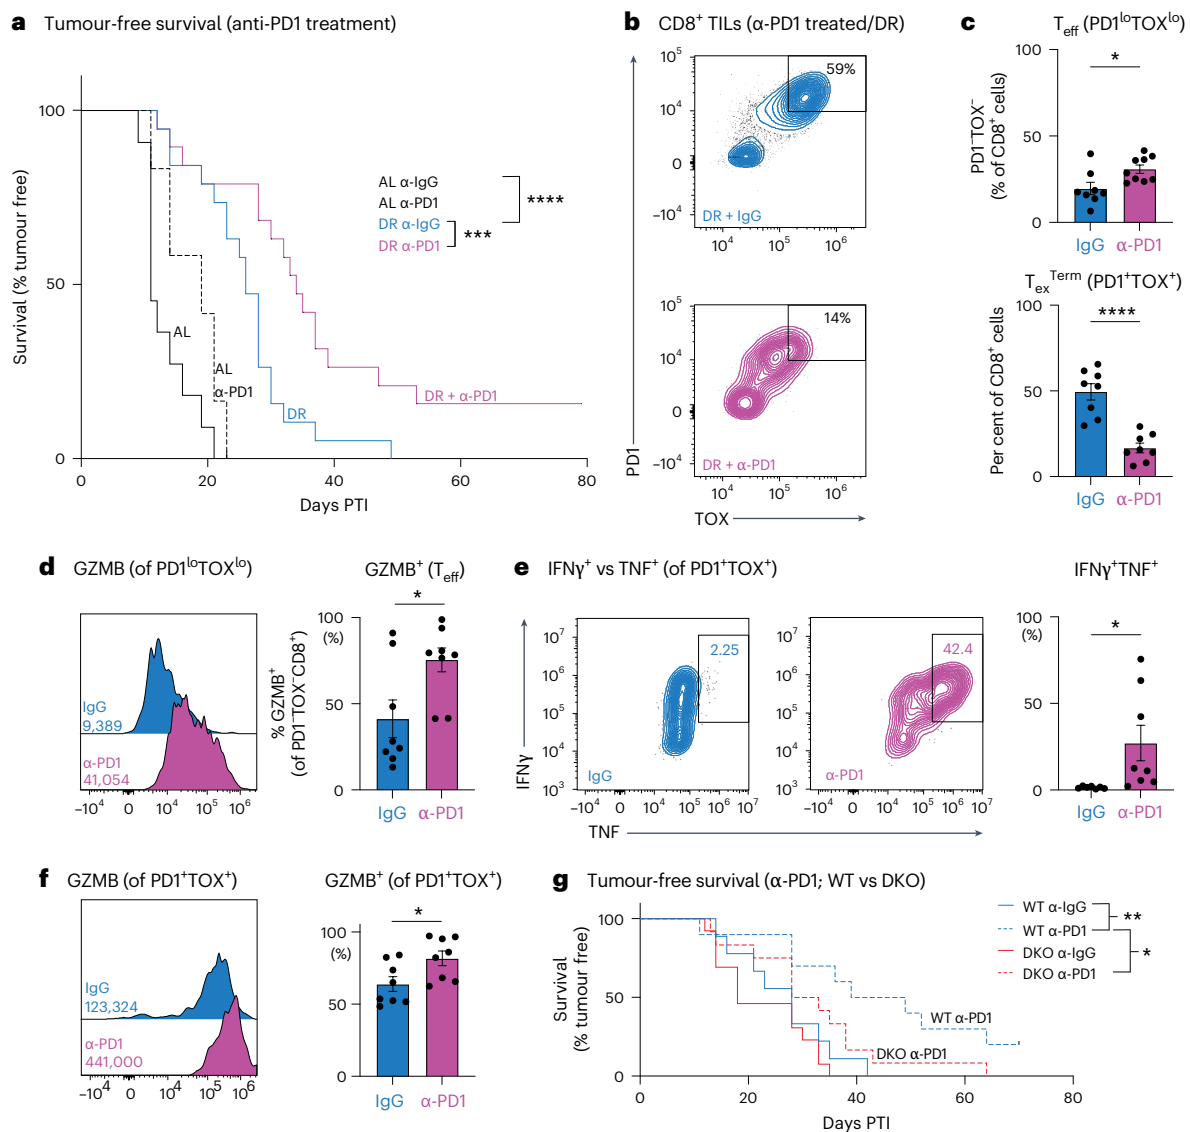 a Tumour-free survival (anti-PD1 treatment)
Survival (% tumour free)
100
50
0
0 20 40 60 80
Days PTI
AL α-IgG
AL α-PD1
DR α-IgG
DR α-PD1
****
***
AL
AL
α-PD1
DR
DR + α-PD1
b CD8⁺ TILs (α-PD1 treated/DR)
10⁵
10⁴
0
−10⁴
59%
DR + IgG
10⁴ 10⁵ 10⁶
10⁵
10⁴
0
−10⁴
14%
DR + α-PD1
10⁴ 10⁵ 10⁶
PD1
TOX
c Teff (PD1ˡᵒTOXˡᵒ)
PD1⁻TOX⁻
(% of CD8⁺ cells)
100
50
0
*
IgG α-PD1
TexTerm (PD1⁺TOX⁺)
Per cent of CD8⁺ cells
100
50
0
****
IgG α-PD1
d GZMB (of PD1ˡᵒTOXˡᵒ)
IgG
9,389
α-PD1
41,054
−10⁴ 0 10⁴ 10⁵ 10⁶
GZMB⁺ (Teff)
% GZMB⁺
(of PD1⁻TOX⁻CD8⁺)
100
(%)
50
0
*
IgG α-PD1
e IFNγ⁺ vs TNF⁺ (of PD1⁺TOX⁺)
IFNγ
10⁷
10⁶
10⁵
10⁴
10³
2.25
IgG
−10⁴ 0 10⁴ 10⁵ 10⁶ 10⁷
10⁷
10⁶
10⁵
10⁴
10³
42.4
α-PD1
−10⁴ 0 10⁴ 10⁵ 10⁶ 10⁷
TNF
IFNγ⁺TNF⁺
100
(%)
50
0
*
IgG α-PD1
f GZMB (of PD1⁺TOX⁺)
IgG
123,324
α-PD1
441,000
−10⁴ 0 10⁴ 10⁵ 10⁶
GZMB⁺ (of PD1⁺TOX⁺)
100
(%)
50
0
*
IgG α-PD1
g Tumour-free survival (α-PD1; WT vs DKO)
Survival
(% tumour free)
100
50
0
0 20 40 60 80
Days PTI
WT α-IgG
WT α-PD1
DKO α-IgG
DKO α-PD1
**
*
WT α-PD1
DKO α-PD1